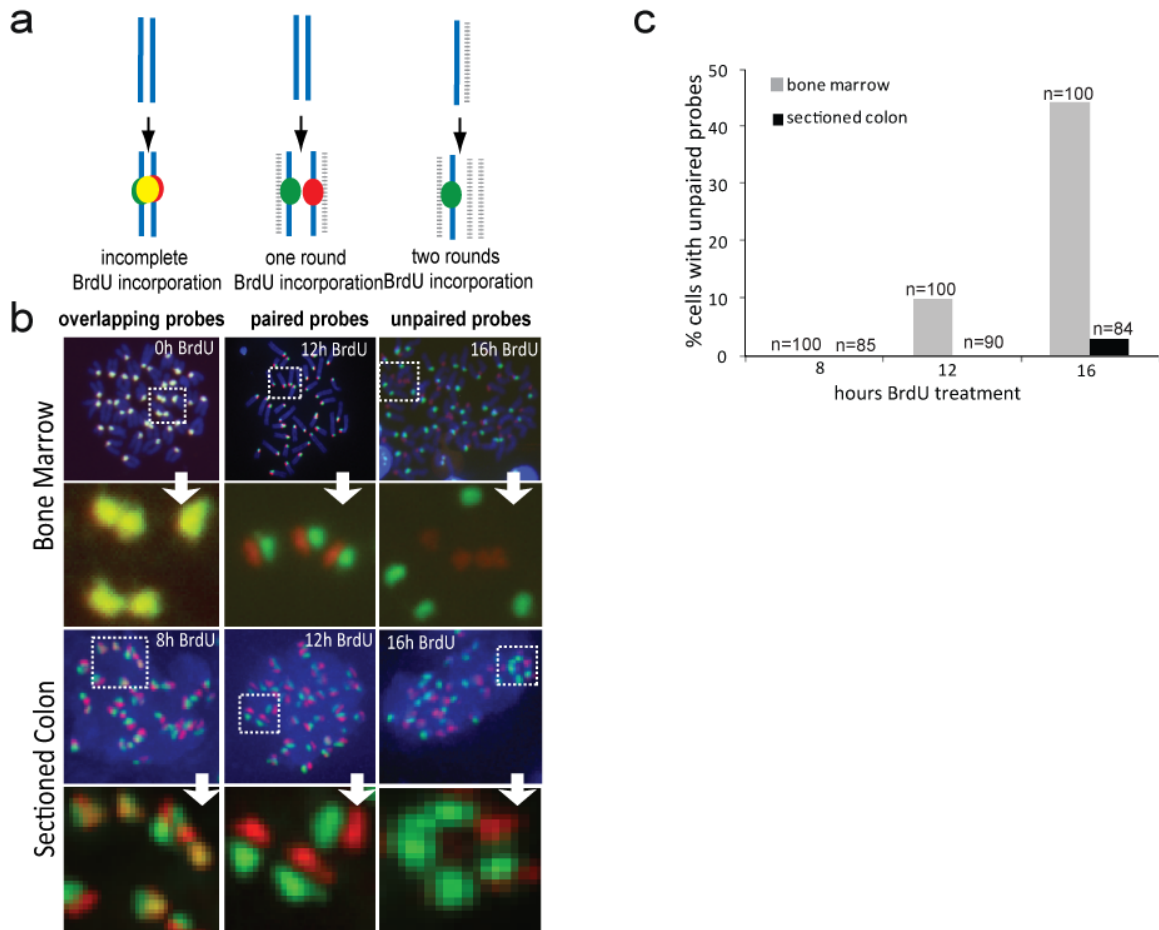 a
incomplete
BrdU incorporation
one round
BrdU incorporation
two rounds
BrdU incorporation
b
overlapping probes
paired probes
unpaired probes
Bone Marrow
0h BrdU
12h BrdU
16h BrdU
Sectioned Colon
8h BrdU
12h BrdU
16h BrdU
c
% cells with unpaired probes
50
40
30
20
10
0
bone marrow
sectioned colon
n=100
n=85
n=100
n=90
n=100
n=84
8
12
16
hours BrdU treatment